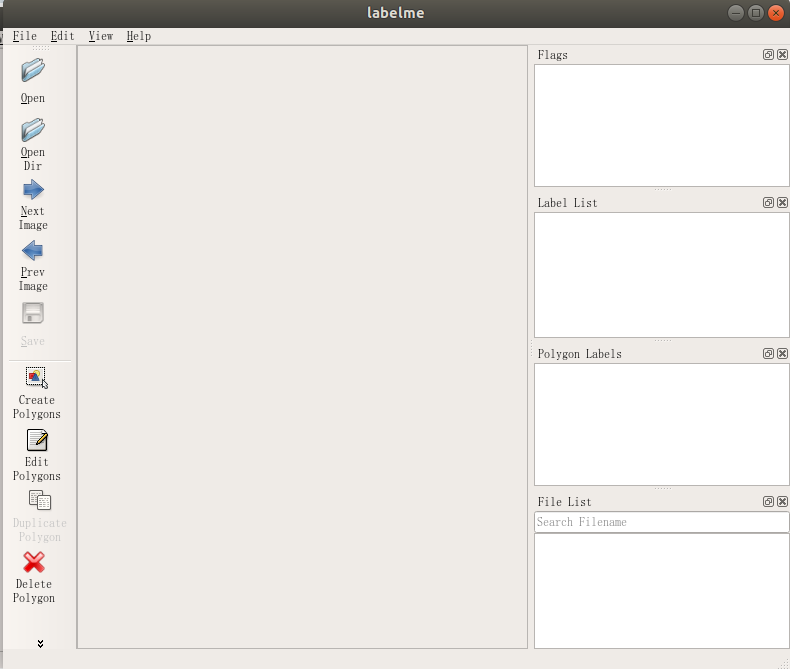 labelme
File Edit View Help
Open
Open
Dir
Next
Image
Prev
Image
Save
Create
Polygons
Edit
Polygons
Duplicate
Polygon
Delete
Polygon
Flags
Label List
Polygon Labels
File List
Search Filename